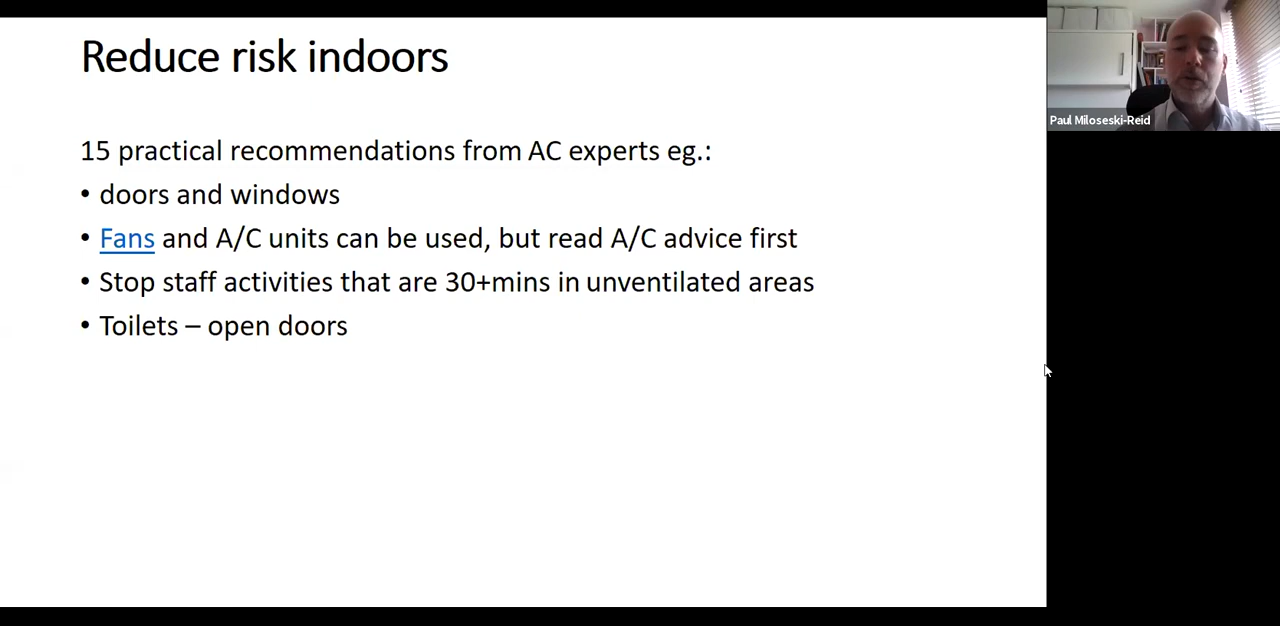 Reduce risk indoors
15 practical recommendations from AC experts eg.:
• doors and windows
• Fans and A/C units can be used, but read A/C advice first
• Stop staff activities that are 30+mins in unventilated areas
• Toilets – open doors
Paul Miloseski-Reid